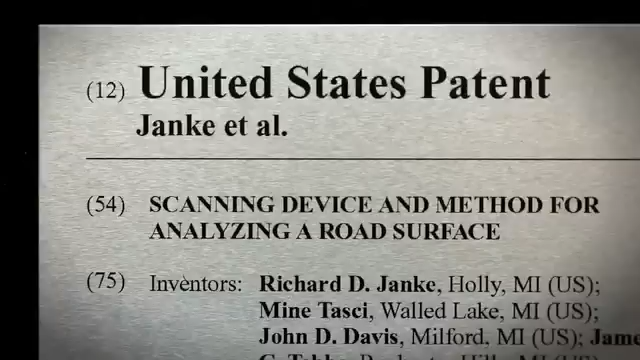 (12) United States Patent
Janke et al.
(54) SCANNING DEVICE AND METHOD FOR
ANALYZING A ROAD SURFACE
(75) Inventors: Richard D. Janke, Holly, MI (US);
Mine Tasci, Walled Lake, MI (US);
John D. Davis, Milford, MI (US);